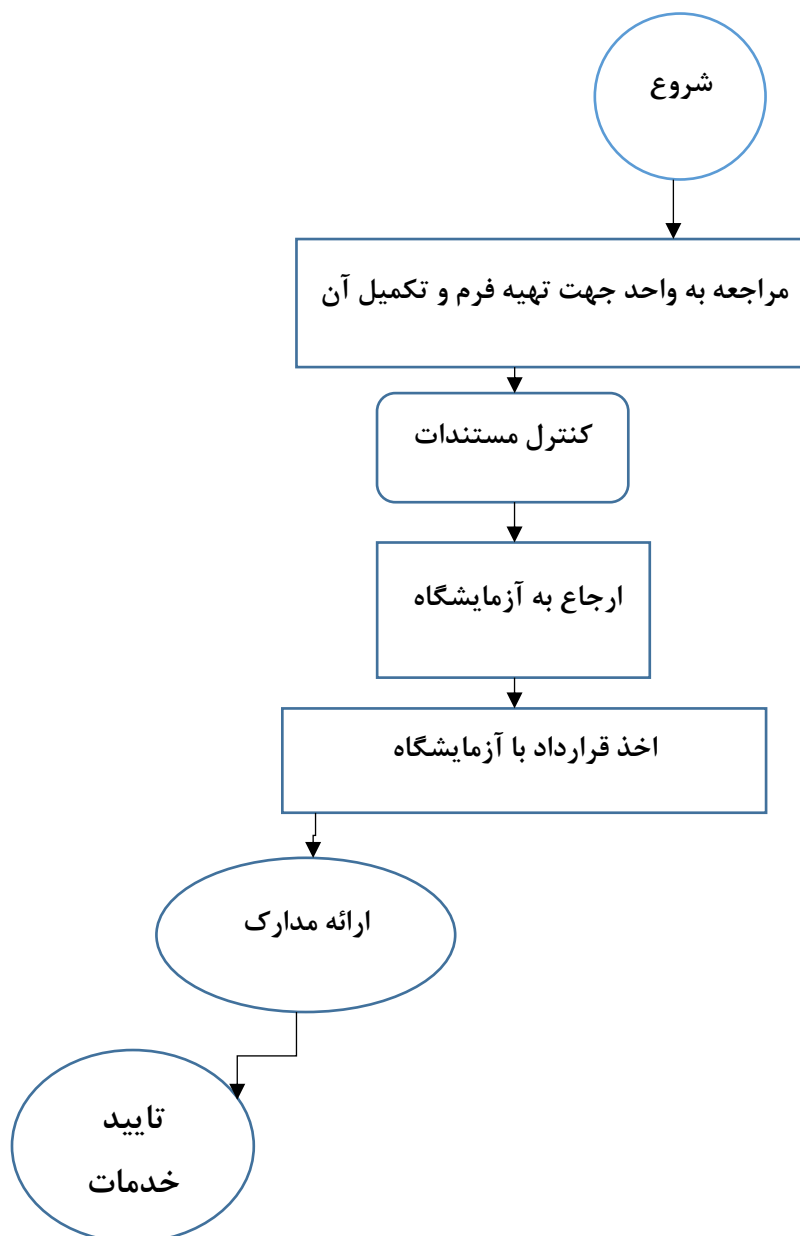 شروع
مراجعه به واحد جهت تهیه فرم و تکمیل آن
کنترل مستندات
ارجاع به آزمایشگاه
اخذ قرارداد با آزمایشگاه
ارائه مدارک
تایید
خدمات